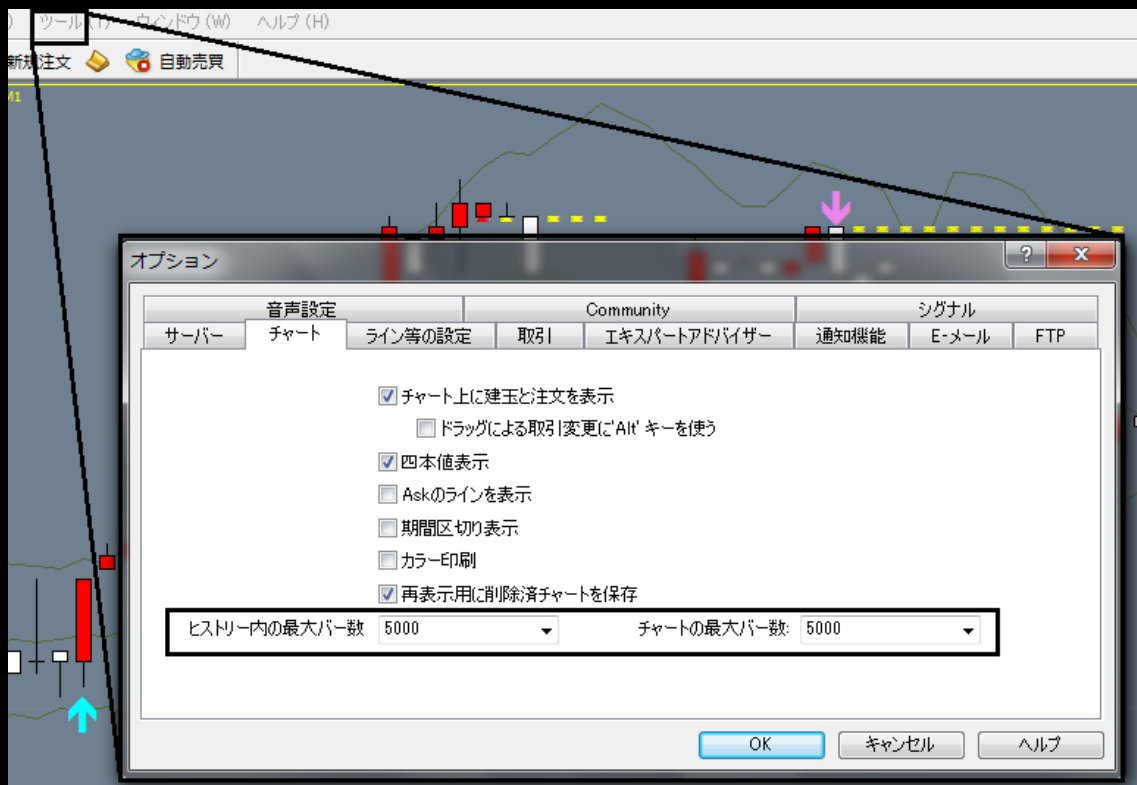 ) ツール(T) ウィンドウ(W) ヘルプ(H)
新規注文 自動売買
M1
オプション
音声設定 Community シグナル
サーバー チャート ライン等の設定 取引 エキスパートアドバイザー 通知機能 E-メール FTP
チャート上に建玉と注文を表示
ドラッグによる取引変更に'Alt' キーを使う
四本値表示
Askのラインを表示
期間区切り表示
カラー印刷
再表示用に削除済チャートを保存
ヒストリー内の最大バー数 5000 チャートの最大バー数: 5000
OK キャンセル ヘルプ